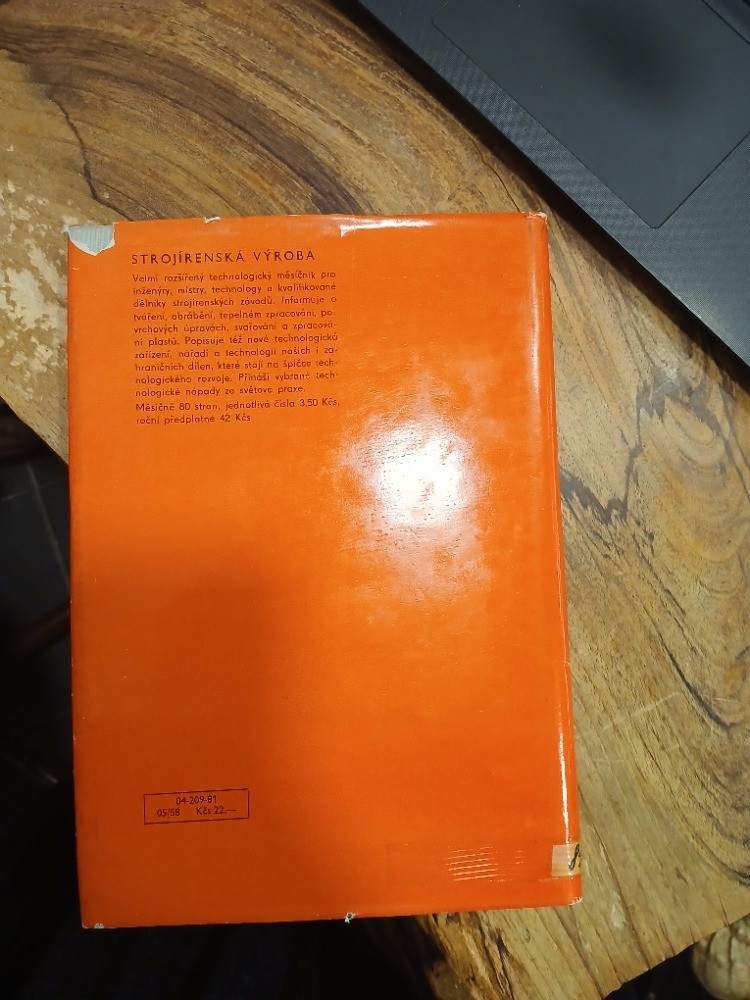 STROJÍRENSKÁ VÝROBA
Velmi rozšířený technologický měsíčník pro
inženýry, mistry, technology a kvalifikované
dělníky strojírenských závodů. Informuje o
tváření, obrábění, tepelném zpracování, po-
vrchových úpravách, svařování a zpracová-
ní plastů. Popisuje též nové technologická
zařízení, nářadí a technologii našich i za-
hraničních dílen, které stojí na špičce tech-
nologického rozvoje. Přináší vybrané tech-
nologické nápady ze světové praxe.
Měsíčně 80 stran, jednotlivá čísla 3,50 Kčs,
roční předplatné 42 Kčs
04-209-81
05/58 Kčs 22,—